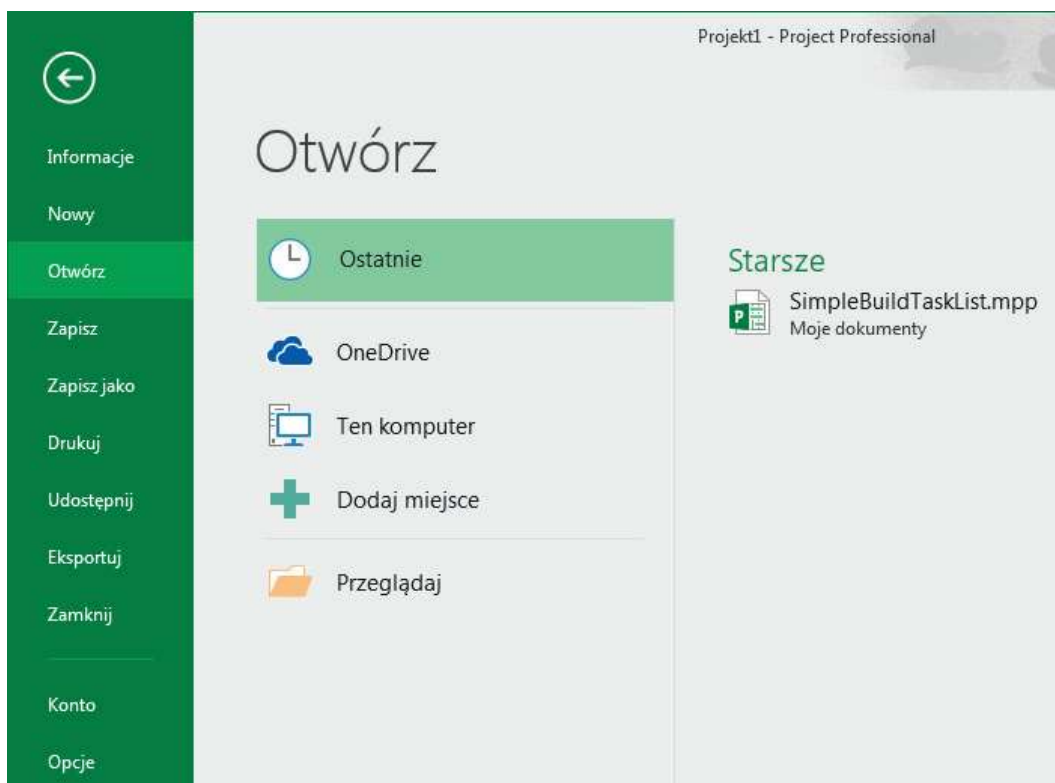 Projekt1 - Project Professional
Informacje
Nowy
Otwórz
Zapisz
Zapisz jako
Drukuj
Udostępnij
Eksportuj
Zamknij
Konto
Opcje
Otwórz
Ostatnie
OneDrive
Ten komputer
Dodaj miejsce
Przeglądaj
Starsze
P
SimpleBuildTaskList.mpp
Moje dokumenty